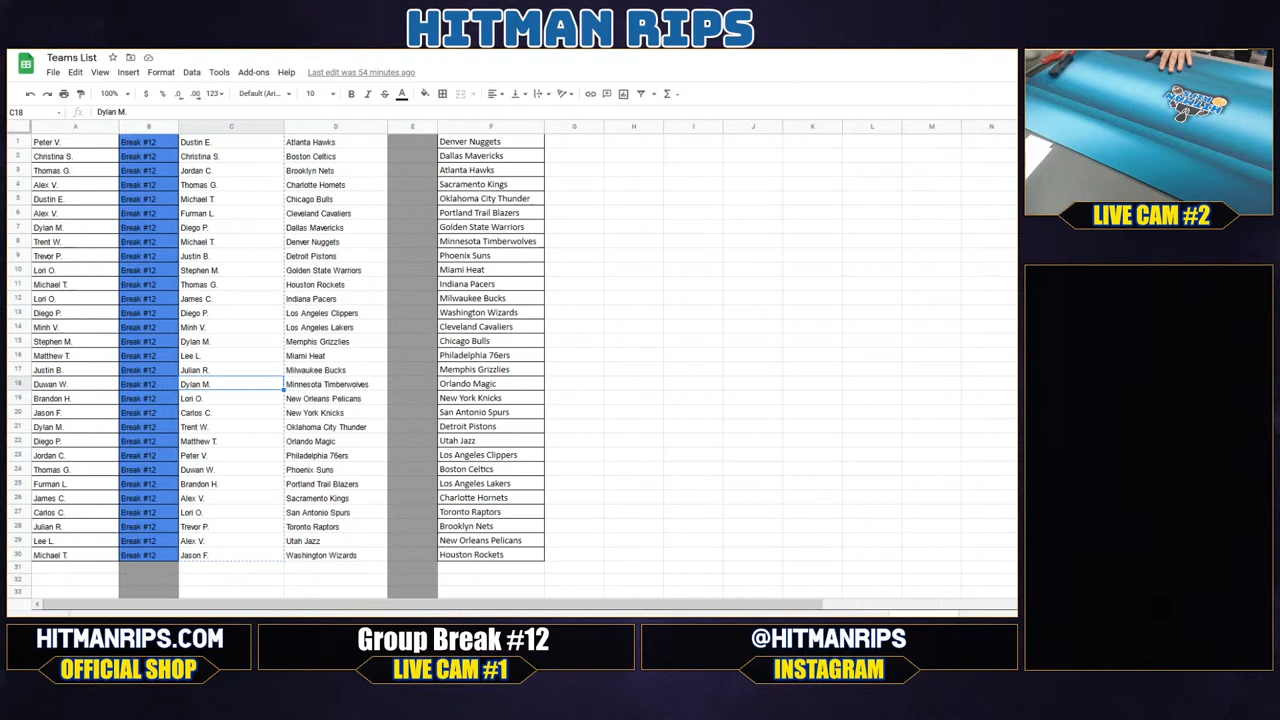 HITMAN RIPS
Teams List
File Edit View Insert Format Data Tools Add-ons Help Last edit was 54 minutes ago
100% $ % .0 .00 123 Default (Ari... 10 B I S A
C18 Dylan M.
A B C D E F G H I J K L M N
1 Peter V. Break #12 Dustin E. Atlanta Hawks Denver Nuggets
2 Christina S. Break #12 Christina S. Boston Celtics Dallas Mavericks
3 Thomas G. Break #12 Jordan C. Brooklyn Nets Atlanta Hawks
4 Alex V. Break #12 Thomas G. Charlotte Hornets Sacramento Kings
5 Dustin E. Break #12 Michael T. Chicago Bulls Oklahoma City Thunder
6 Alex V. Break #12 Furman L. Cleveland Cavaliers Portland Trail Blazers
7 Dylan M. Break #12 Diego P. Dallas Mavericks Golden State Warriors
8 Trent W. Break #12 Michael T. Denver Nuggets Minnesota Timberwolves
9 Trevor P. Break #12 Justin B. Detroit Pistons Phoenix Suns
10 Lori O. Break #12 Stephen M. Golden State Warriors Miami Heat
11 Michael T. Break #12 Thomas G. Houston Rockets Indiana Pacers
12 Lori O. Break #12 James C. Indiana Pacers Milwaukee Bucks
13 Diego P. Break #12 Diego P. Los Angeles Clippers Washington Wizards
14 Minh V. Break #12 Minh V. Los Angeles Lakers Cleveland Cavaliers
15 Stephen M. Break #12 Dylan M. Memphis Grizzlies Chicago Bulls
16 Matthew T. Break #12 Lee L. Miami Heat Philadelphia 76ers
17 Justin B. Break #12 Julian R. Milwaukee Bucks Memphis Grizzlies
18 Duwan W. Break #12 Dylan M. Minnesota Timberwolves Orlando Magic
19 Brandon H. Break #12 Lori O. New Orleans Pelicans New York Knicks
20 Jason F. Break #12 Carlos C. New York Knicks San Antonio Spurs
21 Dylan M. Break #12 Trent W. Oklahoma City Thunder Detroit Pistons
22 Diego P. Break #12 Matthew T. Orlando Magic Utah Jazz
23 Jordan C. Break #12 Peter V. Philadelphia 76ers Los Angeles Clippers
24 Thomas G. Break #12 Duwan W. Phoenix Suns Boston Celtics
25 Furman L. Break #12 Brandon H. Portland Trail Blazers Los Angeles Lakers
26 James C. Break #12 Alex V. Sacramento Kings Charlotte Hornets
27 Carlos C. Break #12 Lori O. San Antonio Spurs Toronto Raptors
28 Julian R. Break #12 Trevor P. Toronto Raptors Brooklyn Nets
29 Lee L. Break #12 Alex V. Utah Jazz New Orleans Pelicans
30 Michael T. Break #12 Jason F. Washington Wizards Houston Rockets
31
32
33
LIVE CAM #2
HITMANRIPS.COM
OFFICIAL SHOP
Group Break #12
LIVE CAM #1
@HITMANRIPS
INSTAGRAM